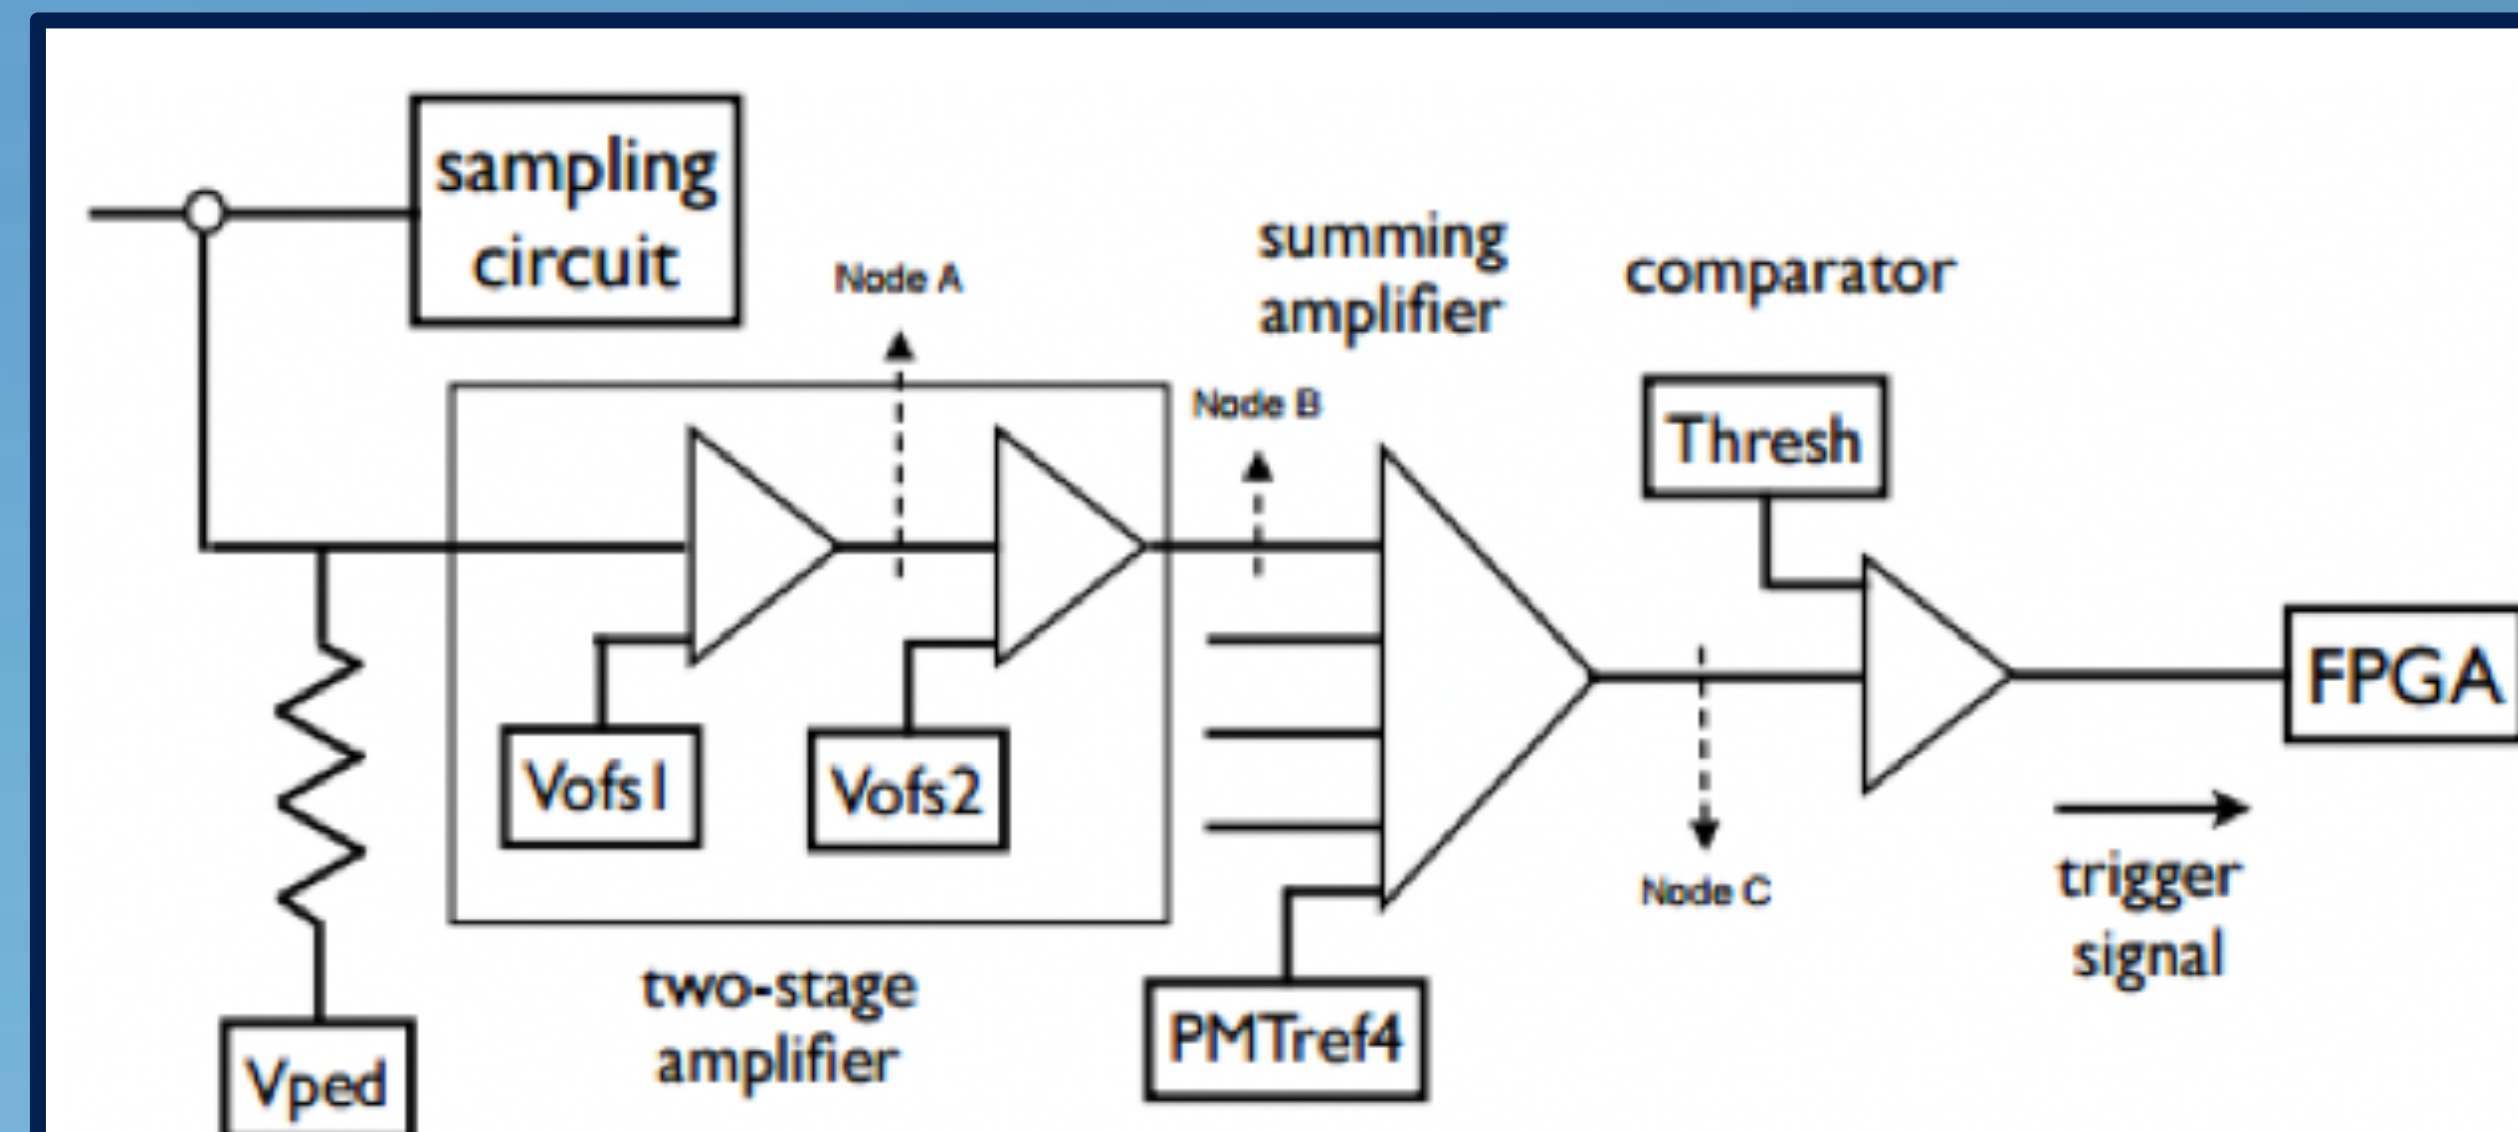 sampling
circuit
Node A
summing
amplifier
comparator
Node B
Thresh
FPGA
Vofs1
Vofs2
Node C
trigger
signal
two-stage
amplifier
PMTref4
Vped